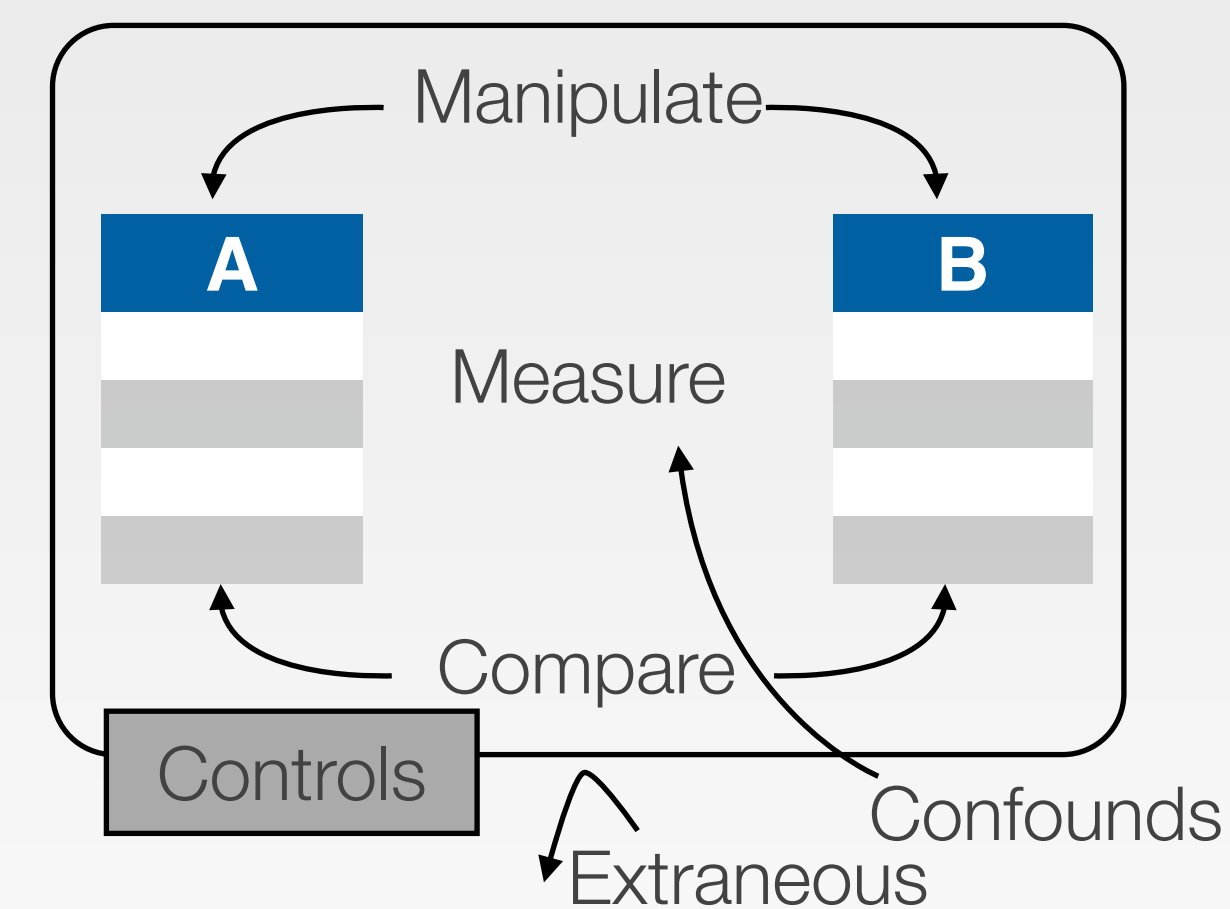 Manipulate
A
B
Measure
Compare
Controls
Confounds
Extraneous